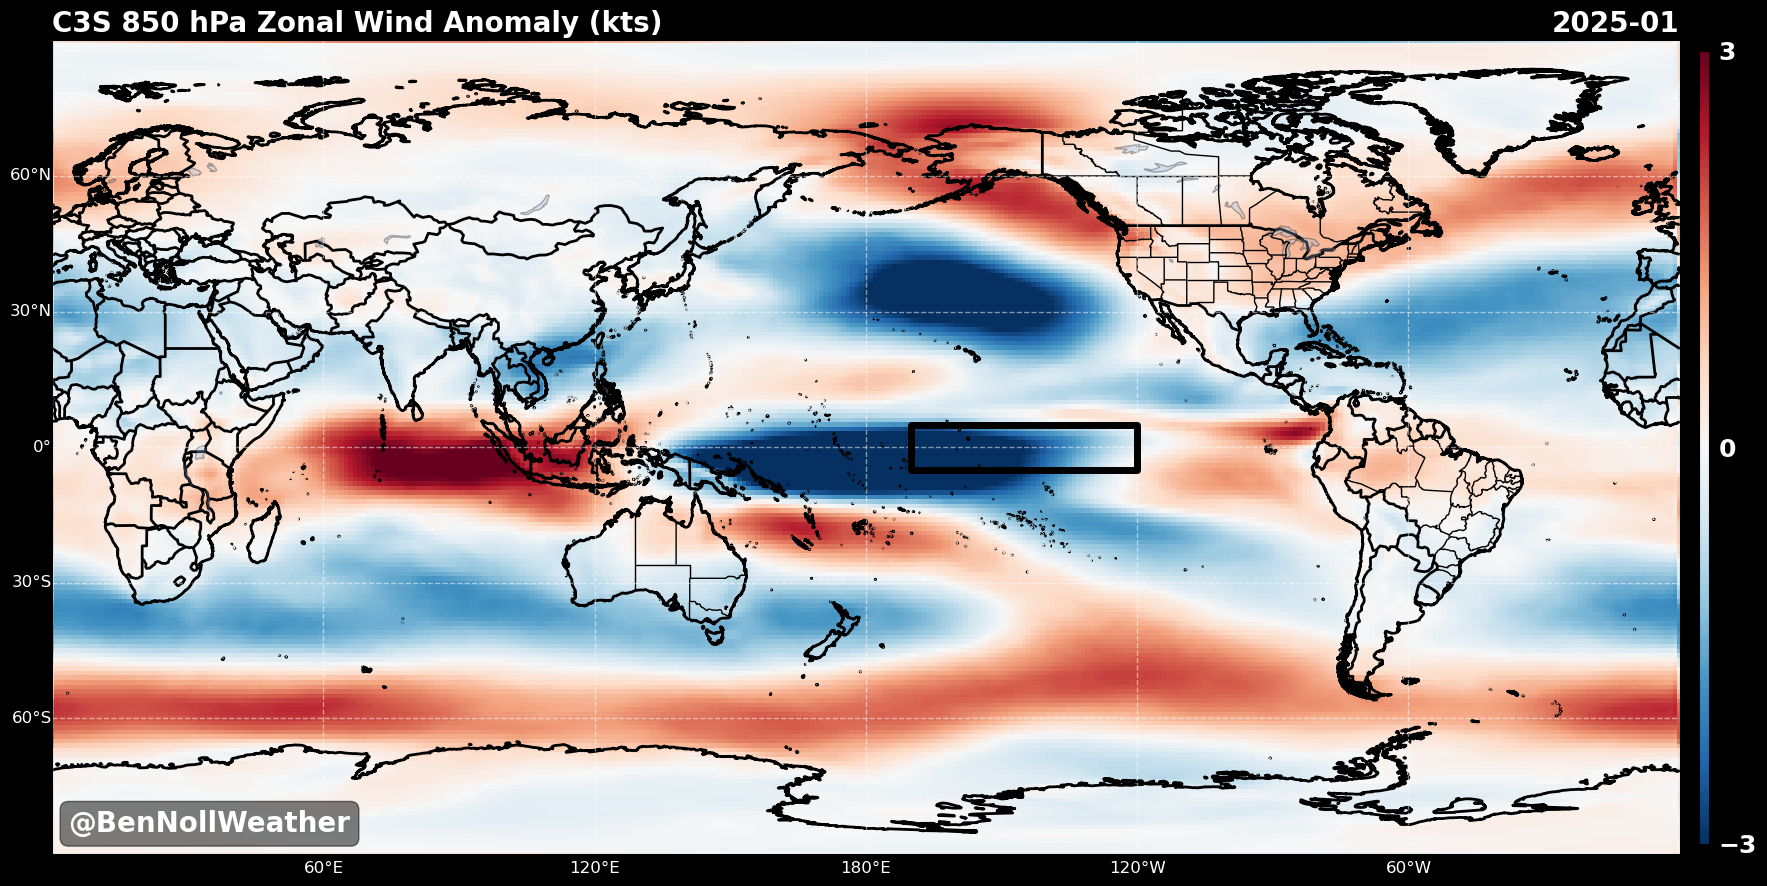 C3S 850 hPa Zonal Wind Anomaly (kts) 2025-01
3
60°N
30°N
0° 0
30°S
60°S
@BenNollWeather
−3
60°E 120°E 180°E 120°W 60°W